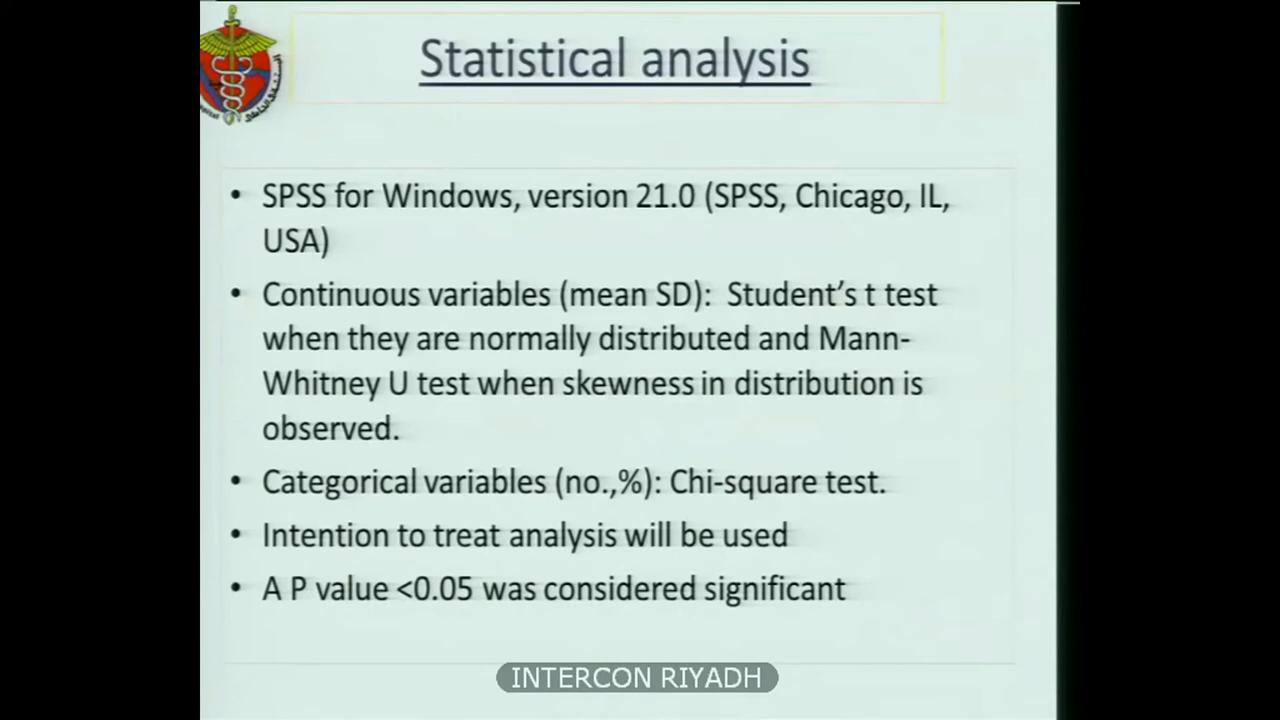 Statistical analysis
• SPSS for Windows, version 21.0 (SPSS, Chicago, IL,
USA)
• Continuous variables (mean SD):  Student’s t test
when they are normally distributed and Mann-
Whitney U test when skewness in distribution is
observed.
• Categorical variables (no.,%): Chi-square test.
• Intention to treat analysis will be used
• A P value <0.05 was considered significant
INTERCON RIYADH